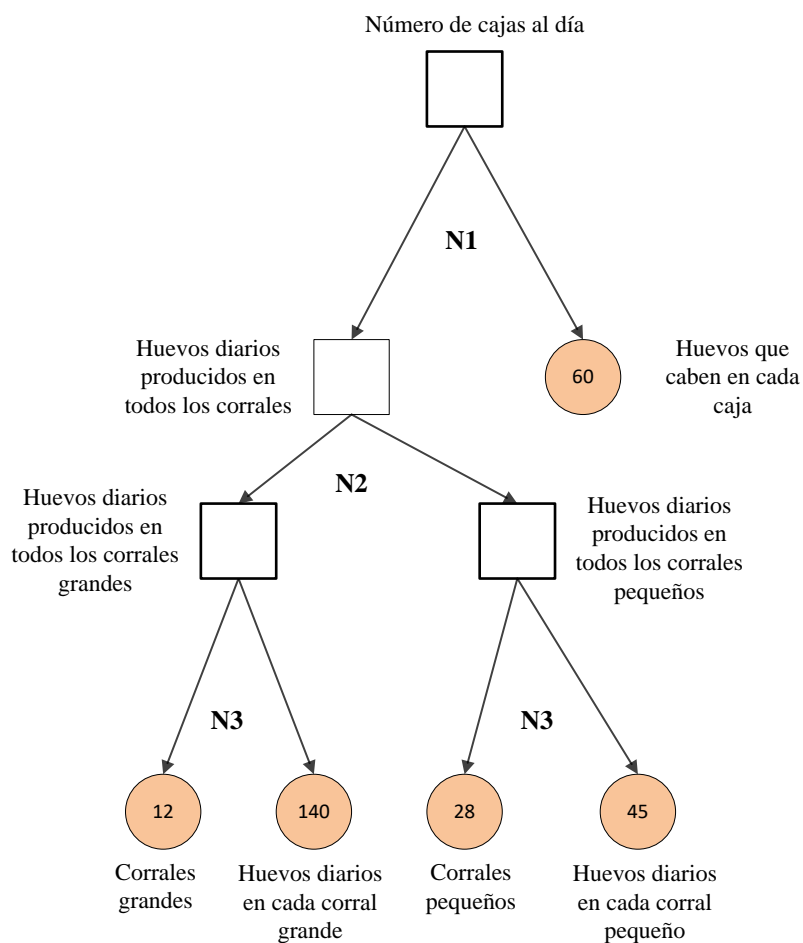 Número de cajas al día
N1
Huevos diarios
producidos en
todos los corrales
60
Huevos que
caben en cada
caja
N2
Huevos diarios
producidos en
todos los corrales
grandes
Huevos diarios
producidos en
todos los corrales
pequeños
N3
N3
12
140
28
45
Corrales
grandes
Huevos diarios
en cada corral
grande
Corrales
pequeños
Huevos diarios
en cada corral
pequeño